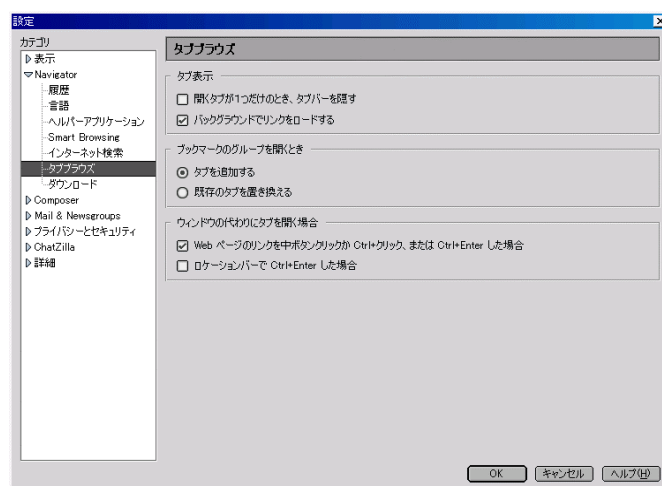 設定
カテゴリ
表示
Navigator
履歴
言語
ヘルパーアプリケーション
Smart Browsing
インターネット検索
タブブラウズ
ダウンロード
Composer
Mail & Newsgroups
プライバシーとセキュリティ
ChatZilla
詳細
タブブラウズ
タブ表示
開くタブが1つだけのとき、タブバーを隠す
バックグラウンドでリンクをロードする
ブックマークのグループを開くとき
タブを追加する
既存のタブを置き換える
ウィンドウの代わりにタブを開く場合
Web ページのリンクを中ボタンクリックか Ctrl+クリック、または Ctrl+Enter した場合
ロケーションバーで Ctrl+Enter した場合
OK キャンセル ヘルプ(H)